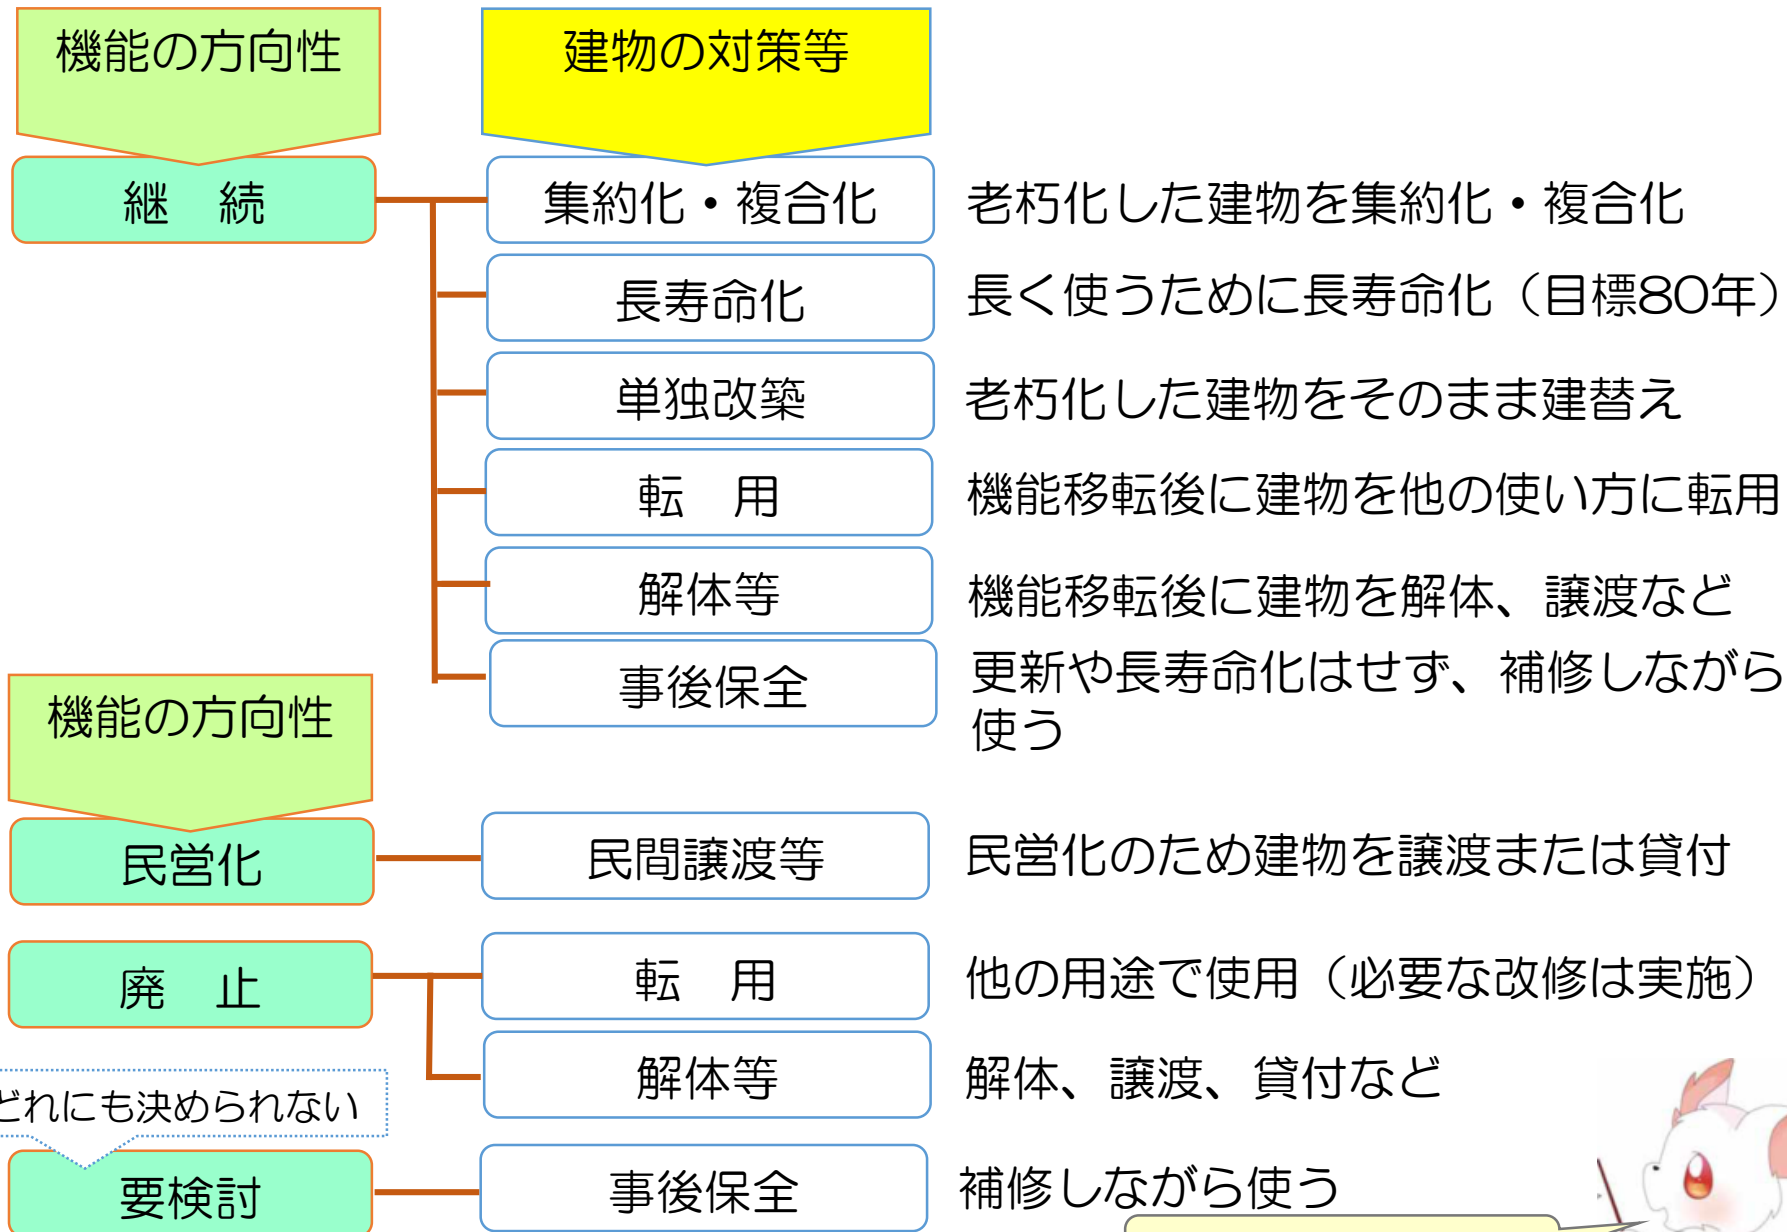 機能の方向性
建物の対策等
継　続
集約化・複合化
老朽化した建物を集約化・複合化
長寿命化
長く使うために長寿命化（目標80年）
単独改築
老朽化した建物をそのまま建替え
転　用
機能移転後に建物を他の使い方に転用
解体等
機能移転後に建物を解体、譲渡など
事後保全
更新や長寿命化はせず、補修しながら
使う
機能の方向性
民営化
民間譲渡等
民営化のため建物を譲渡または貸付
廃　止
転　用
他の用途で使用（必要な改修は実施）
解体等
解体、譲渡、貸付など
どれにも決められない
要検討
事後保全
補修しながら使う